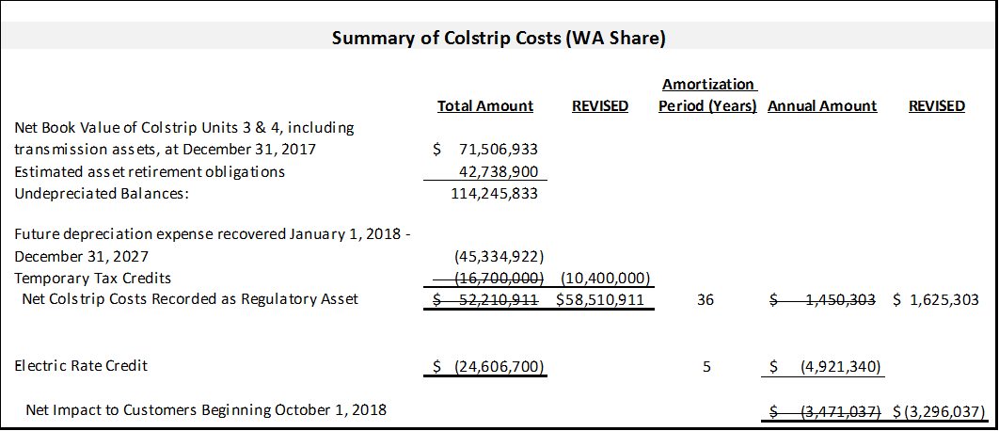 Summary of Colstrip Costs (WA Share)
Amortization
Total Amount REVISED Period (Years) Annual Amount REVISED
Net Book Value of Colstrip Units 3 & 4, including
transmission assets, at December 31, 2017 $ 71,506,933
Estimated asset retirement obligations 42,738,900
Undepreciated Balances: 114,245,833
Future depreciation expense recovered January 1, 2018 -
December 31, 2027 (45,334,922)
Temporary Tax Credits (16,700,000) (10,400,000)
Net Colstrip Costs Recorded as Regulatory Asset $ 52,210,911 $58,510,911 36 $ 1,450,303 $ 1,625,303
Electric Rate Credit $ (24,606,700) 5 $ (4,921,340)
Net Impact to Customers Beginning October 1, 2018 $ (3,471,037) $ (3,296,037)